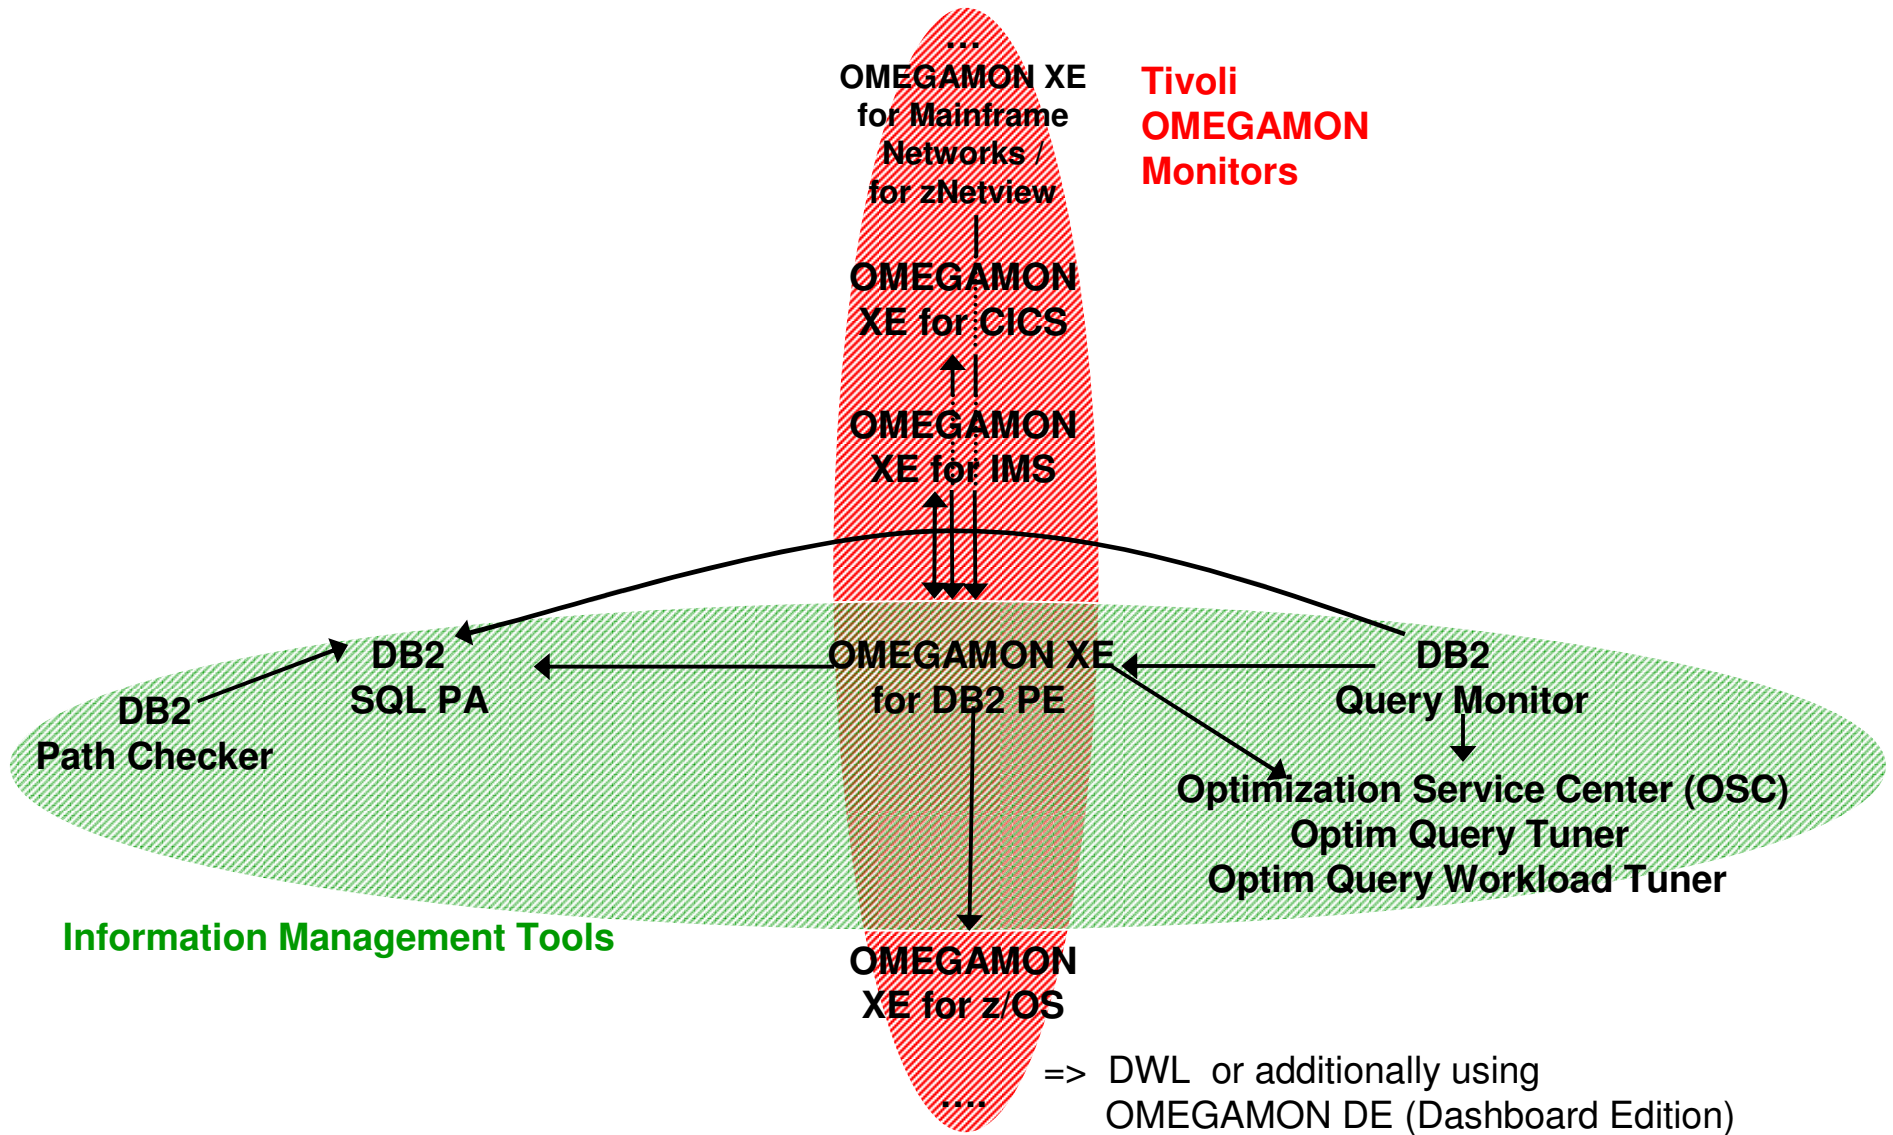 ...
OMEGAMON XE
for Mainframe
Networks /
for zNetview
Tivoli
OMEGAMON
Monitors
OMEGAMON
XE for CICS
OMEGAMON
XE for IMS
DB2
SQL PA
OMEGAMON XE
for DB2 PE
DB2
Query Monitor
DB2
Path Checker
Optimization Service Center (OSC)
Optim Query Tuner
Optim Query Workload Tuner
Information Management Tools
OMEGAMON
XE for z/OS
=> DWL or additionally using
OMEGAMON DE (Dashboard Edition)
....